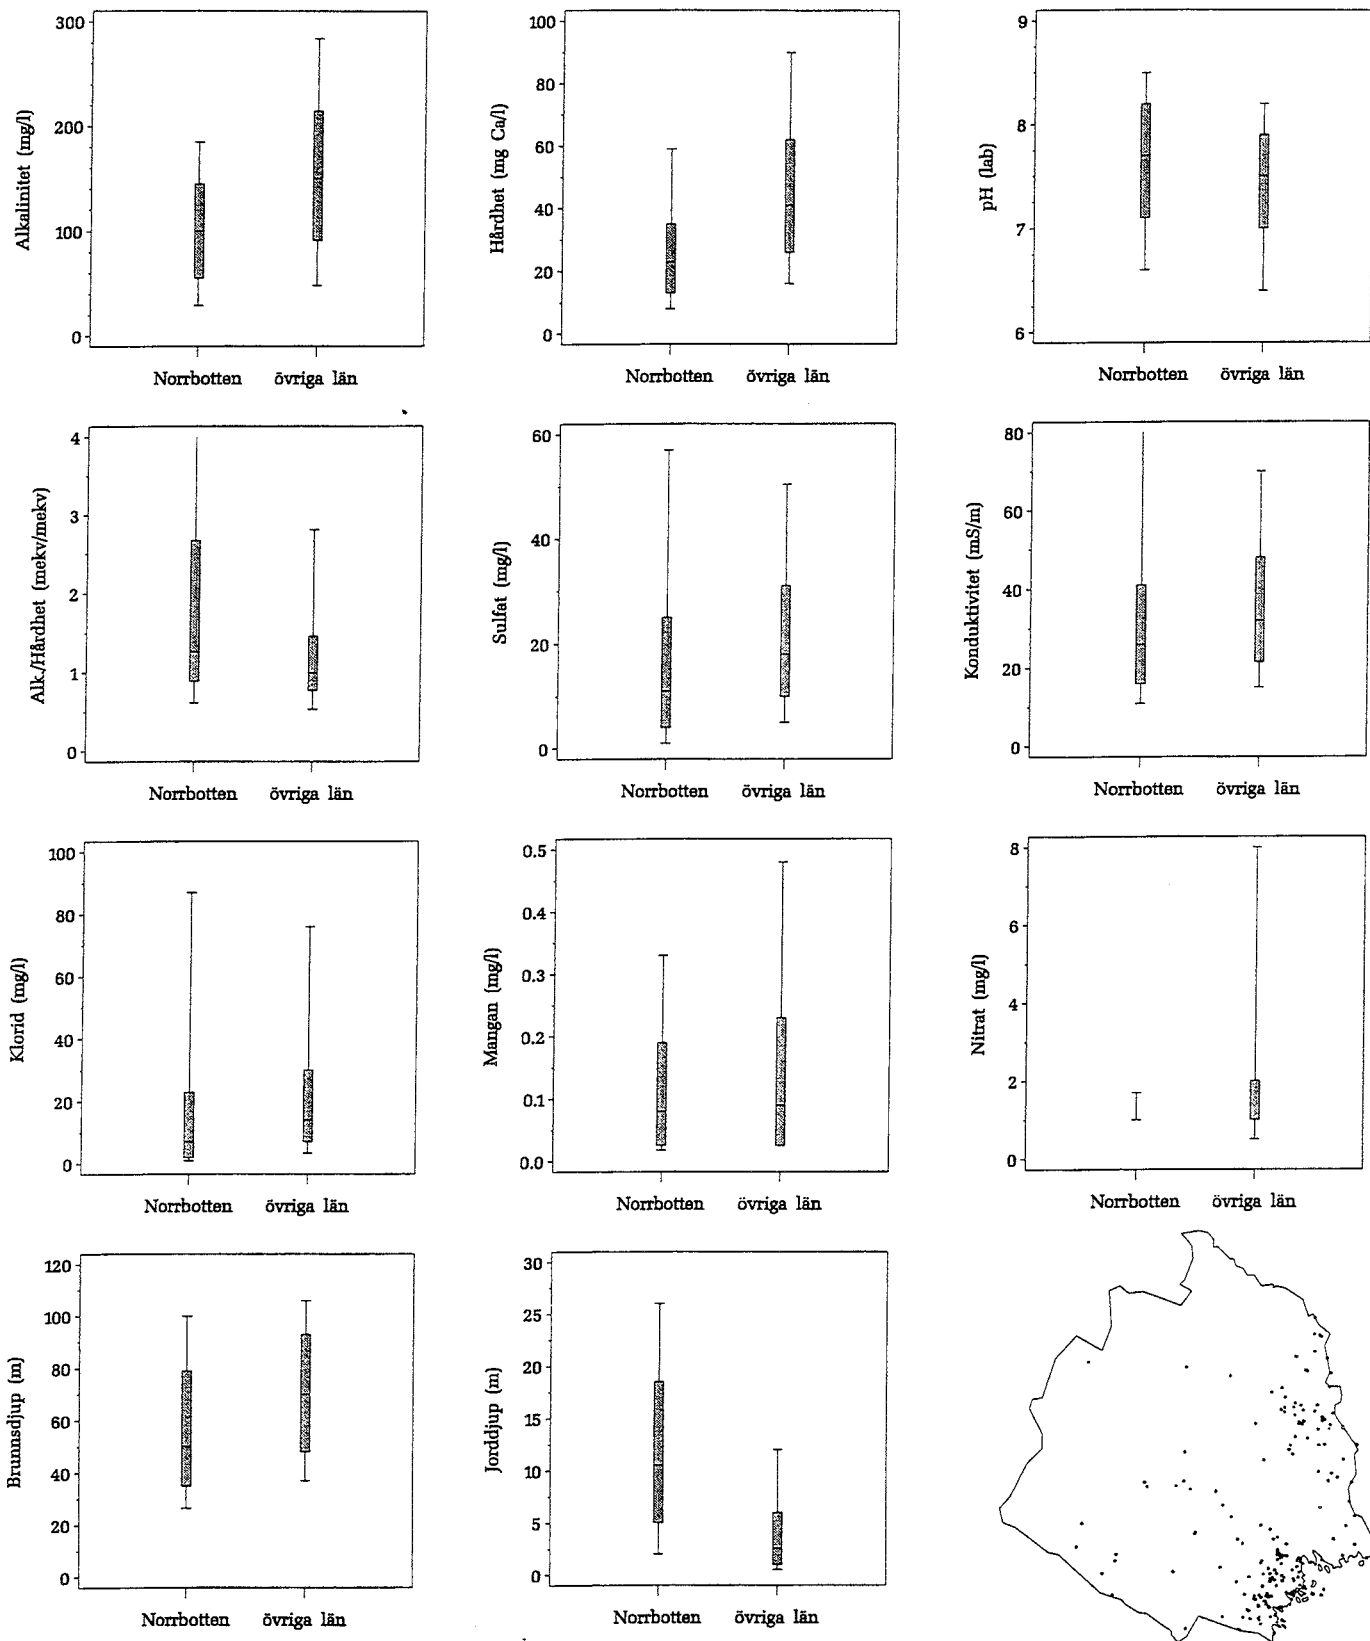 Alkalinitet (mg/l)
300
200
100
0
Norrbotten övriga län
Hårdhet (mg Ca/l)
100
80
60
40
20
0
Norrbotten övriga län
pH (lab)
9
8
7
6
Norrbotten övriga län
Alk./Hårdhet (mekv/mekv)
4
3
2
1
0
Norrbotten övriga län
Sulfat (mg/l)
60
40
20
0
Norrbotten övriga län
Konduktivitet (mS/m)
80
60
40
20
0
Norrbotten övriga län
Klorid (mg/l)
100
80
60
40
20
0
Norrbotten övriga län
Mangan (mg/l)
0.5
0.4
0.3
0.2
0.1
0.0
Norrbotten övriga län
Nitrat (mg/l)
8
6
4
2
0
Norrbotten övriga län
Brunnsdjup (m)
120
100
80
60
40
20
0
Norrbotten övriga län
Jorddjup (m)
30
25
20
15
10
5
0
Norrbotten övriga län